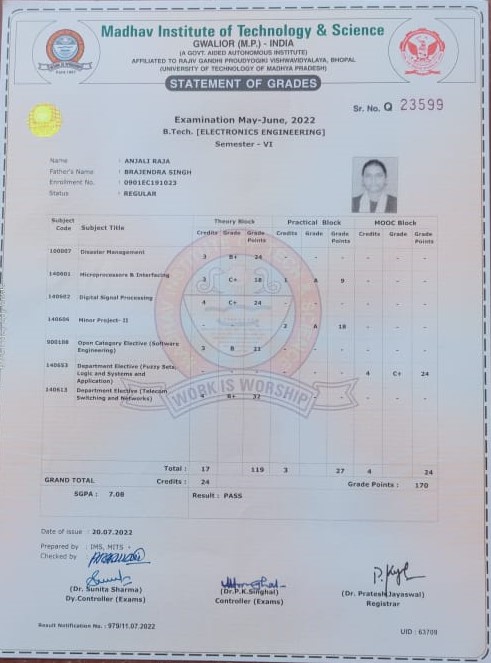 Madhav Institute of Technology & Science
GWALIOR (M.P.) - INDIA
(A GOVT. AIDED AUTONOMOUS INSTITUTE)
AFFILIATED TO RAJIV GANDHI PROUDYOGIKI VISHWAVIDYALAYA, BHOPAL
(UNIVERSITY OF TECHNOLOGY OF MADHYA PRADESH)
STATEMENT OF GRADES
Sr. No. Q 23599
Examination May-June, 2022
B.Tech. [ELECTRONICS ENGINEERING]
Semester - VI
Name : ANJALI RAJA
Father's Name : BRAJENDRA SINGH
Enrollment No. : 0901EC191023
Status : REGULAR
Subject Code Subject Title Theory Block Practical Block MOOC Block
Credits Grade Grade Points Credits Grade Grade Points Credits Grade Grade Points
100007 Disaster Management 3 B+ 24 - - - - - -
140601 Microprocessors & Interfacing 3 C+ 18 1 A 9 - - -
140602 Digital Signal Processing 4 C+ 24 - - - - - -
140606 Minor Project- II - - - 2 A 18 - - -
900108 Open Category Elective (Software Engineering) 3 B 21 - - - - - -
Department Elective (Fuzzy Sets, Logic and Systems and Application) - - - - - - 4 C+ 24
140613 Department Elective (Telecom Switching and Networks) 4 B+ 32 - - - - - -
Total : 17 119 3 27 4 24
GRAND TOTAL Credits : 24 Grade Points : 170
SGPA : 7.08 Result : PASS
Date of issue : 20.07.2022
Prepared by : IMS, MITS -
Checked by
(Dr. Sunita Sharma) (Dr.P.K.Singhal) (Dr. Pratesh Jayaswal)
Dy.Controller (Exams) Controller (Exams) Registrar
Result Notification No. : 979/11.07.2022
UID : 63709
WORK IS WORSHIP